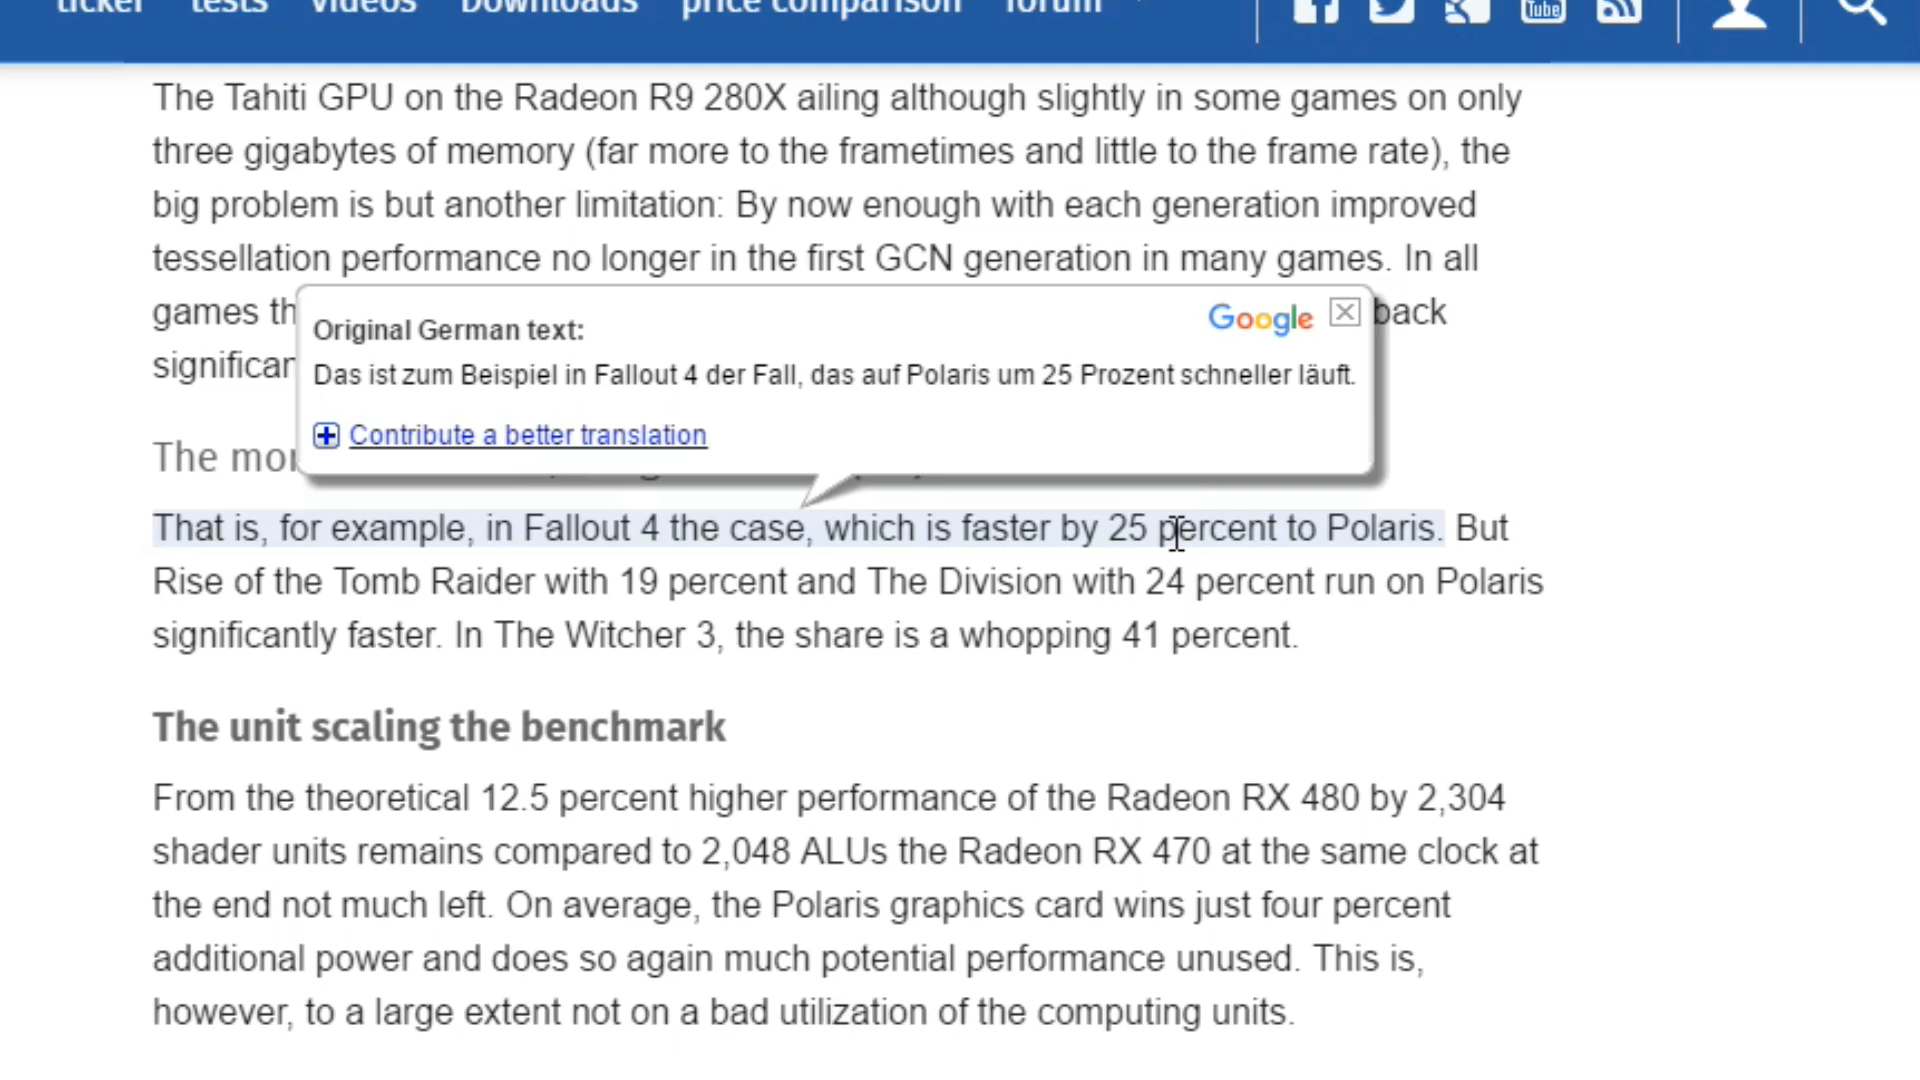 ticker tests videos Downloads price comparison forum
You Tube
The Tahiti GPU on the Radeon R9 280X ailing although slightly in some games on only
three gigabytes of memory (far more to the frametimes and little to the frame rate), the
big problem is but another limitation: By now enough with each generation improved
tessellation performance no longer in the first GCN generation in many games. In all
games th back
Google
Original German text:
significan
Das ist zum Beispiel in Fallout 4 der Fall, das auf Polaris um 25 Prozent schneller läuft.
Contribute a better translation
The mor
That is, for example, in Fallout 4 the case, which is faster by 25 percent to Polaris. But
Rise of the Tomb Raider with 19 percent and The Division with 24 percent run on Polaris
significantly faster. In The Witcher 3, the share is a whopping 41 percent.
The unit scaling the benchmark
From the theoretical 12.5 percent higher performance of the Radeon RX 480 by 2,304
shader units remains compared to 2,048 ALUs the Radeon RX 470 at the same clock at
the end not much left. On average, the Polaris graphics card wins just four percent
additional power and does so again much potential performance unused. This is,
however, to a large extent not on a bad utilization of the computing units.